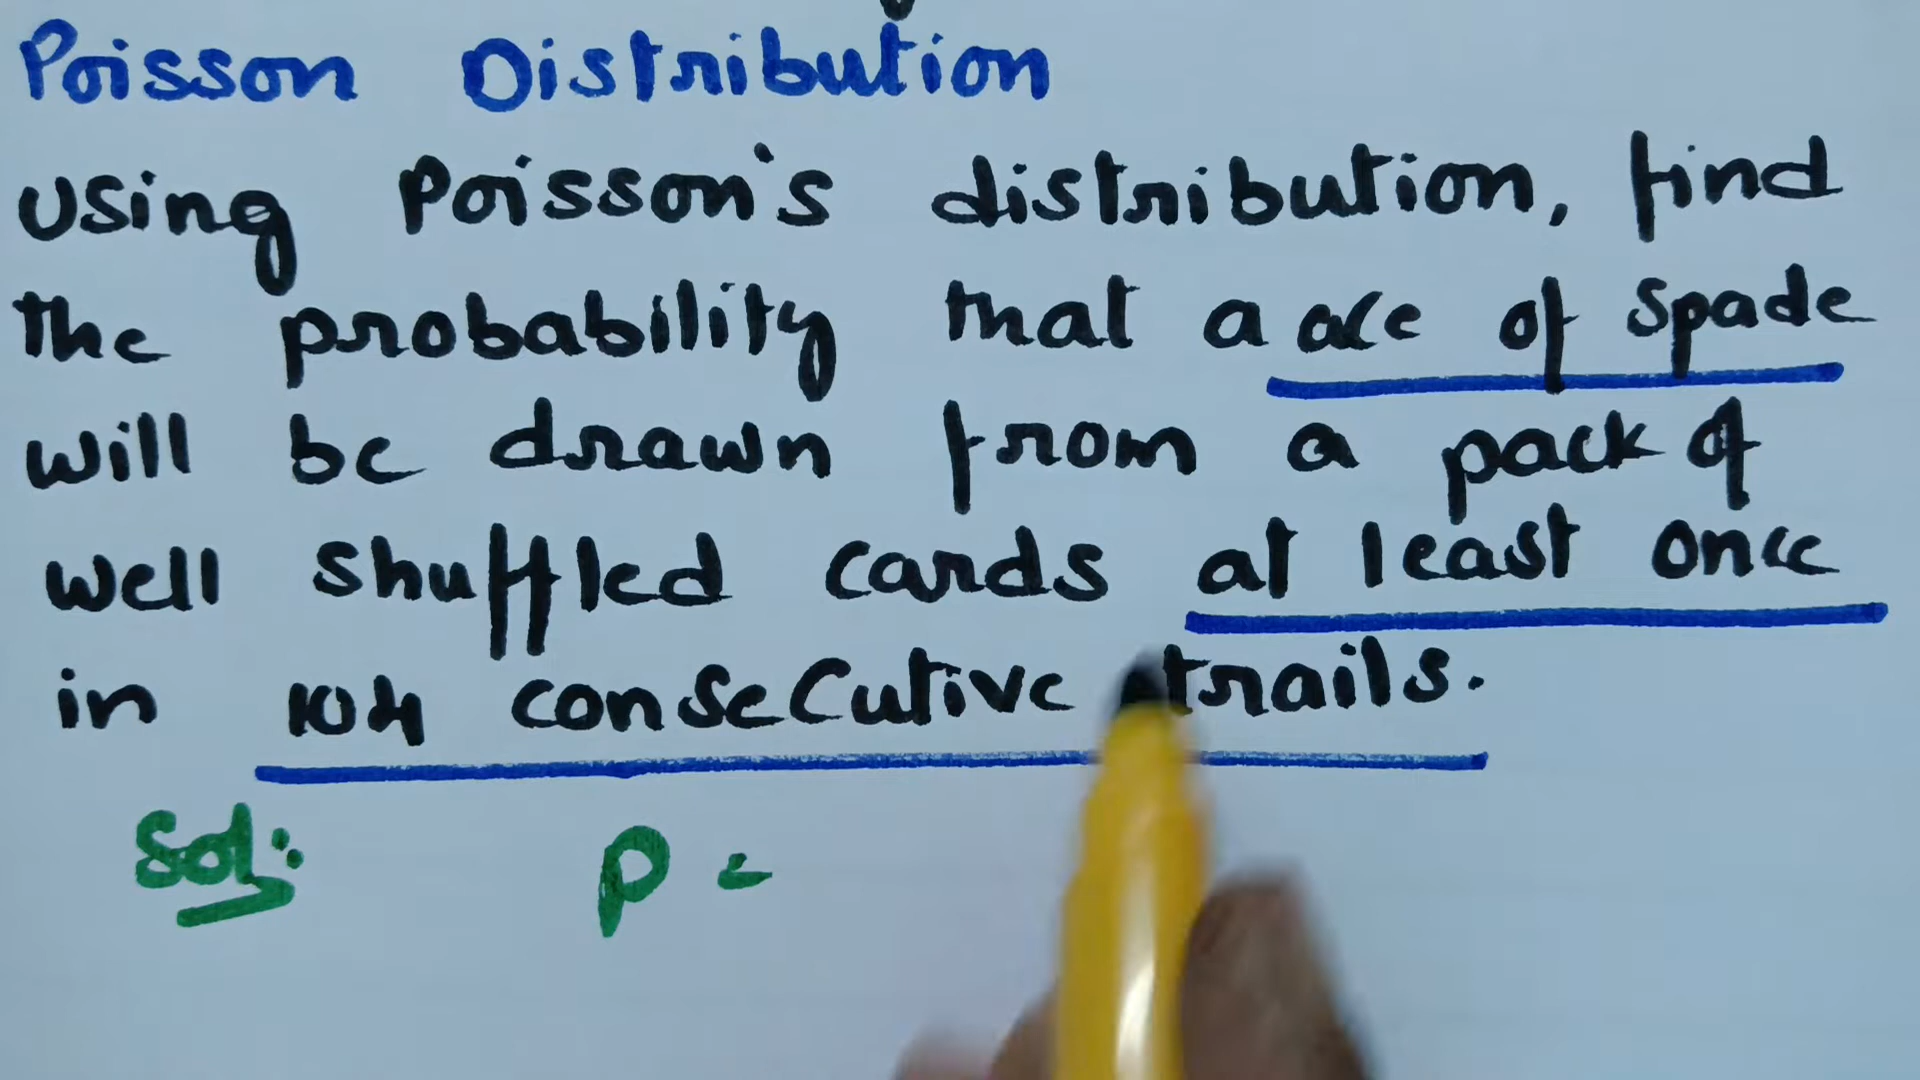 Poisson Distribution
Using Poisson's distribution, find
the probability that a ace of spade
will be drawn from a pack of
well shuffled cards at least once
in 104 consecutive trails.
Sol:
P =